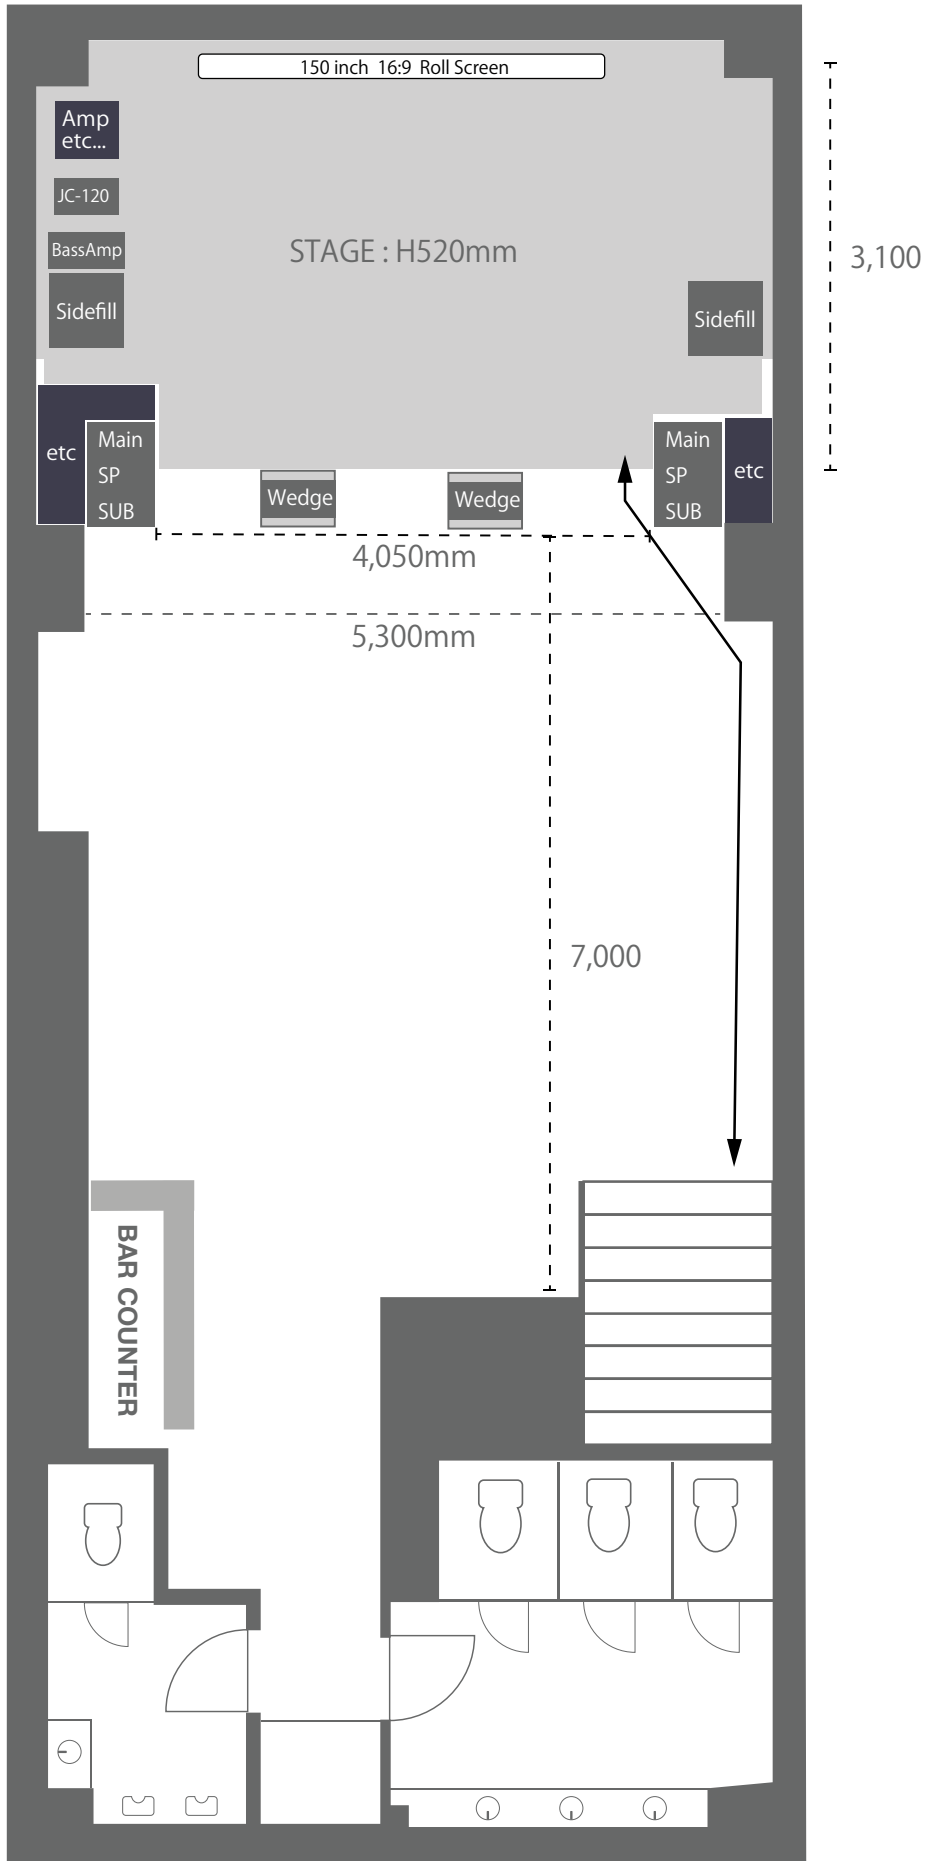 150 inch 16:9 Roll Screen
Amp
etc...
JC-120
BassAmp
Sidefill
STAGE : H520mm
Sidefill
3,100
etc
Main
SP
SUB
Wedge
Wedge
Main
SP
SUB
etc
4,050mm
5,300mm
7,000
BAR COUNTER